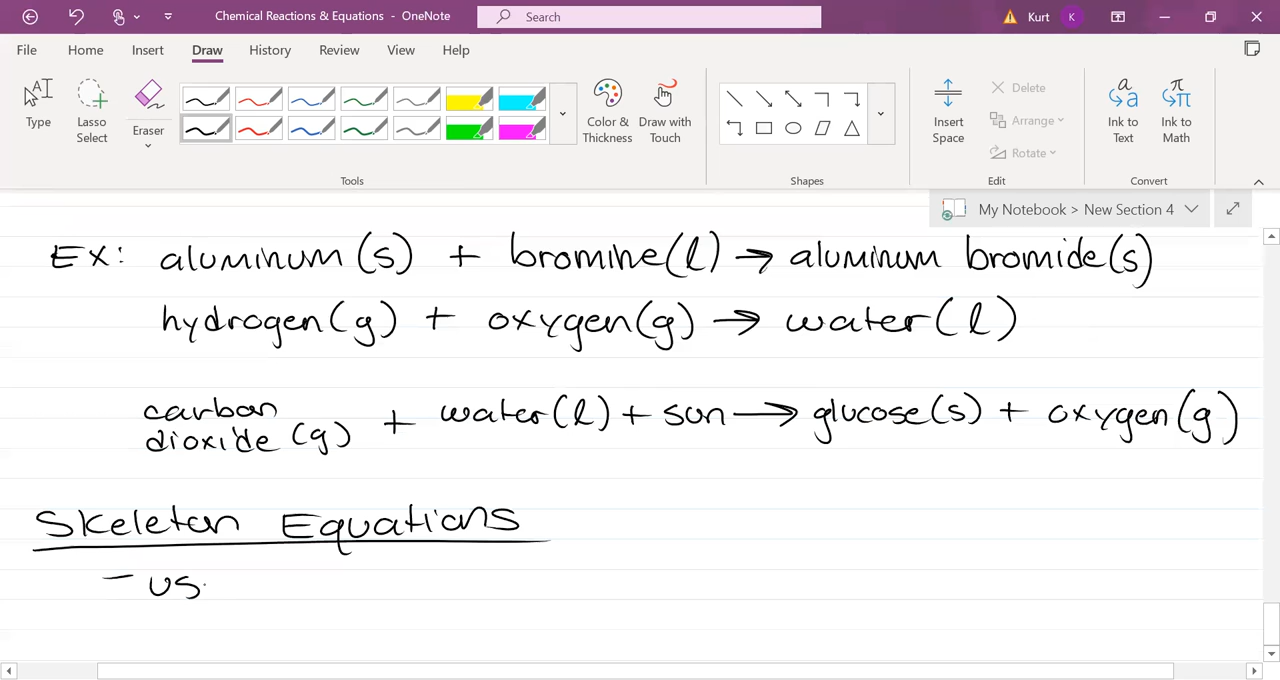 Chemical Reactions & Equations - OneNote
Search
Kurt
K
File Home Insert Draw History Review View Help
Type
Lasso Select
Eraser
Color & Thickness
Draw with Touch
Insert Space
Delete
Arrange
Rotate
Ink to Text
Ink to Math
Tools
Shapes
Edit
Convert
My Notebook > New Section 4
EX: aluminum (s) + bromine (l) → aluminum bromide (s)
hydrogen (g) + oxygen (g) → water (l)
carbon
dioxide (g) + water (l) + sun → glucose (s) + oxygen (g)
Skeleton Equations
- us